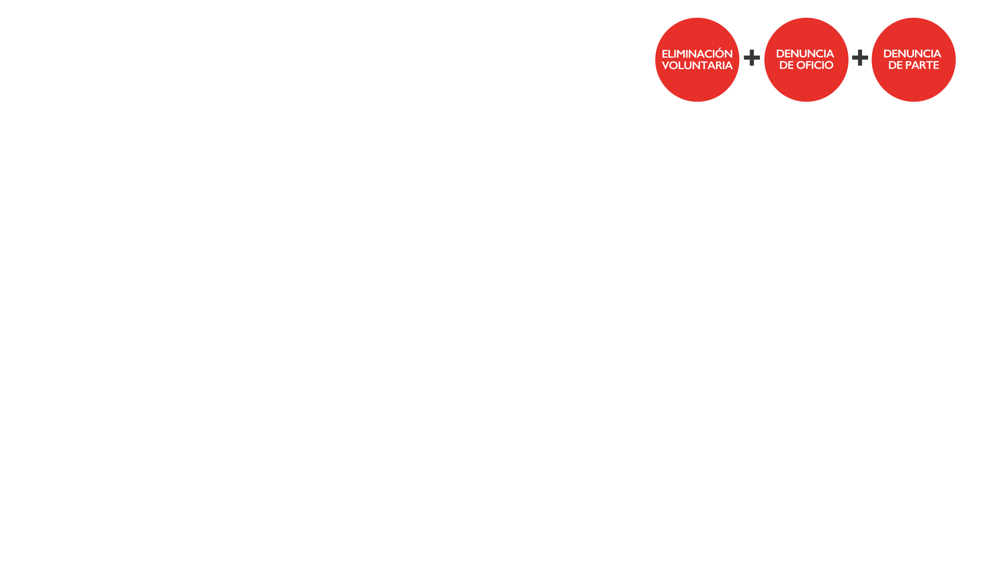 ELIMINACIÓN
VOLUNTARIA
+
DENUNCIA
DE OFICIO
+
DENUNCIA
DE PARTE